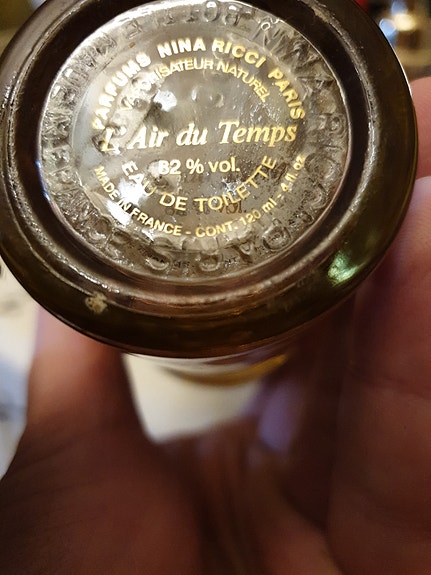 PARFUMS NINA RICCI PARIS
VAPORISATEUR NATUREL
L'Air du Temps
82 % vol.
EAU DE TOILETTE
MADE IN FRANCE - CONT. 120 ml - 4 fl. oz